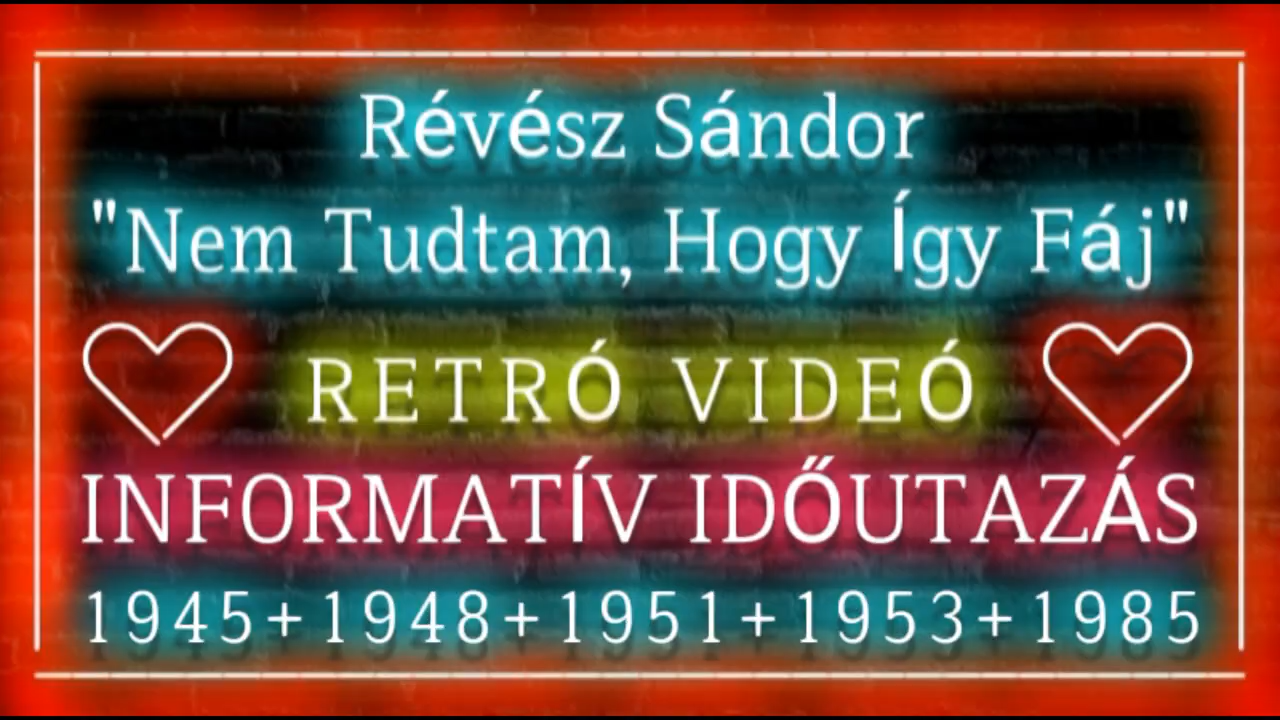 Révész Sándor
"Nem Tudtam, Hogy Így Fáj"
RETRÓ VIDEÓ
INFORMATÍV IDŐUTAZÁS
1945+1948+1951+1953+1985